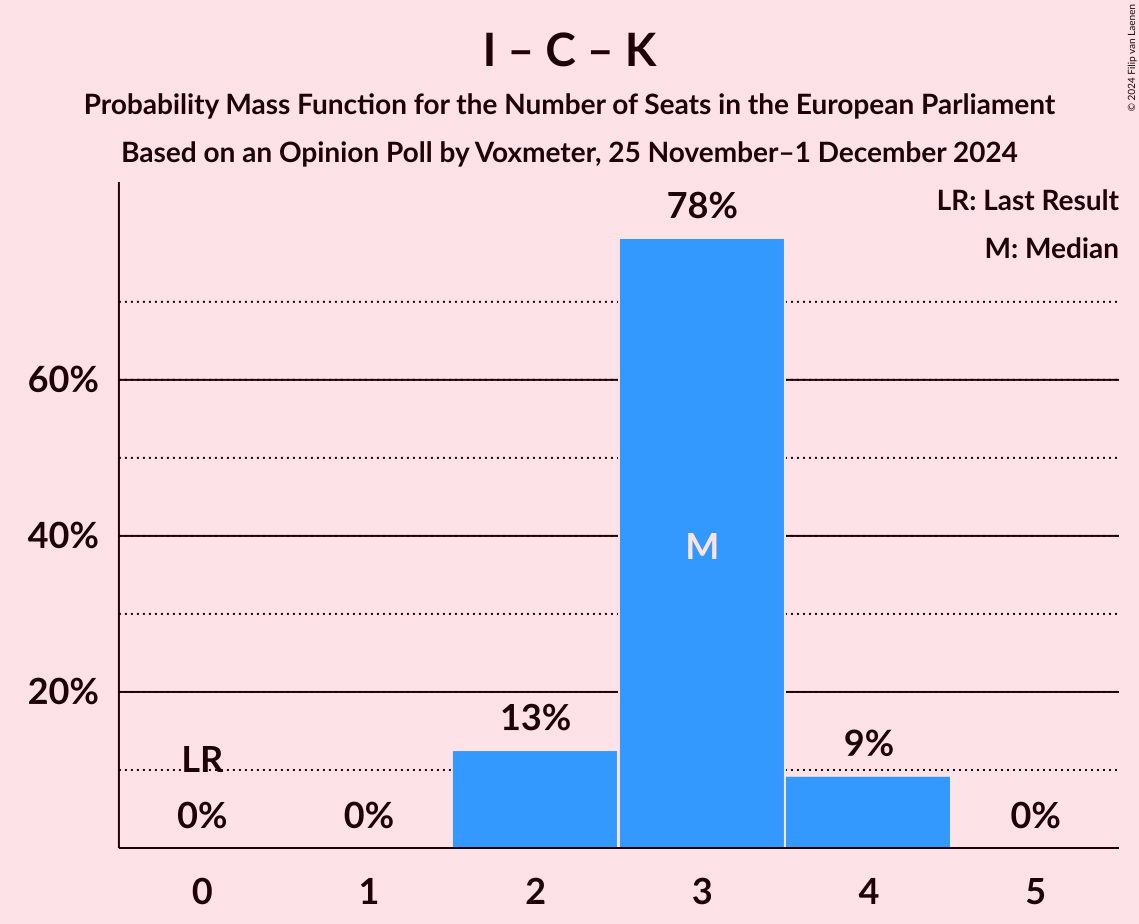 I – C – K
Probability Mass Function for the Number of Seats in the European Parliament
Based on an Opinion Poll by Voxmeter, 25 November–1 December 2024
© 2024 Filip van Laenen
LR: Last Result
M: Median
78%
60%
40%
M
20%
13%
9%
LR
0%
0%
0%
0 1 2 3 4 5